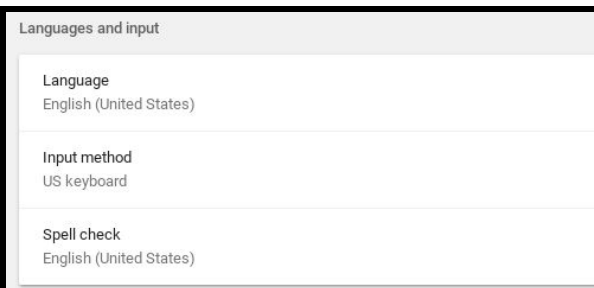 Languages and input
Language
English (United States)
Input method
US keyboard
Spell check
English (United States)